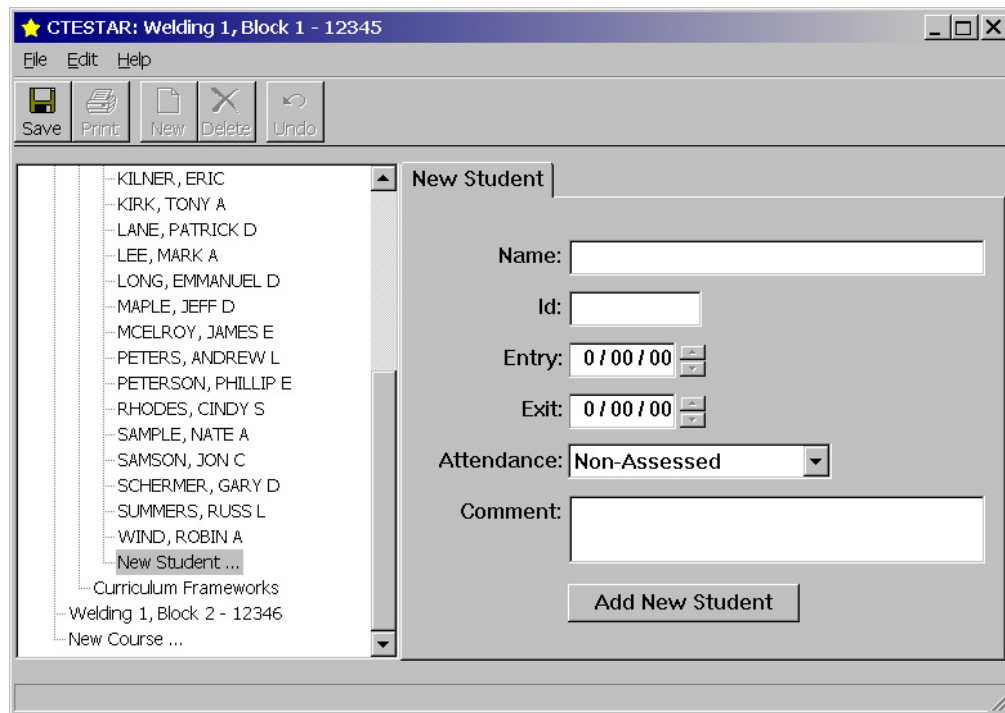 CTESTAR: Welding 1, Block 1 - 12345
File Edit Help
Save Print New Delete Undo
KILNER, ERIC
KIRK, TONY A
LANE, PATRICK D
LEE, MARK A
LONG, EMMANUEL D
MAPLE, JEFF D
MCELROY, JAMES E
PETERS, ANDREW L
PETERSON, PHILLIP E
RHODES, CINDY S
SAMPLE, NATE A
SAMSON, JON C
SCHERMER, GARY D
SUMMERS, RUSS L
WIND, ROBIN A
New Student ...
Curriculum Frameworks
Welding 1, Block 2 - 12346
New Course ...
New Student
Name:
Id:
Entry: 0 / 00 / 00
Exit: 0 / 00 / 00
Attendance: Non-Assessed
Comment:
Add New Student